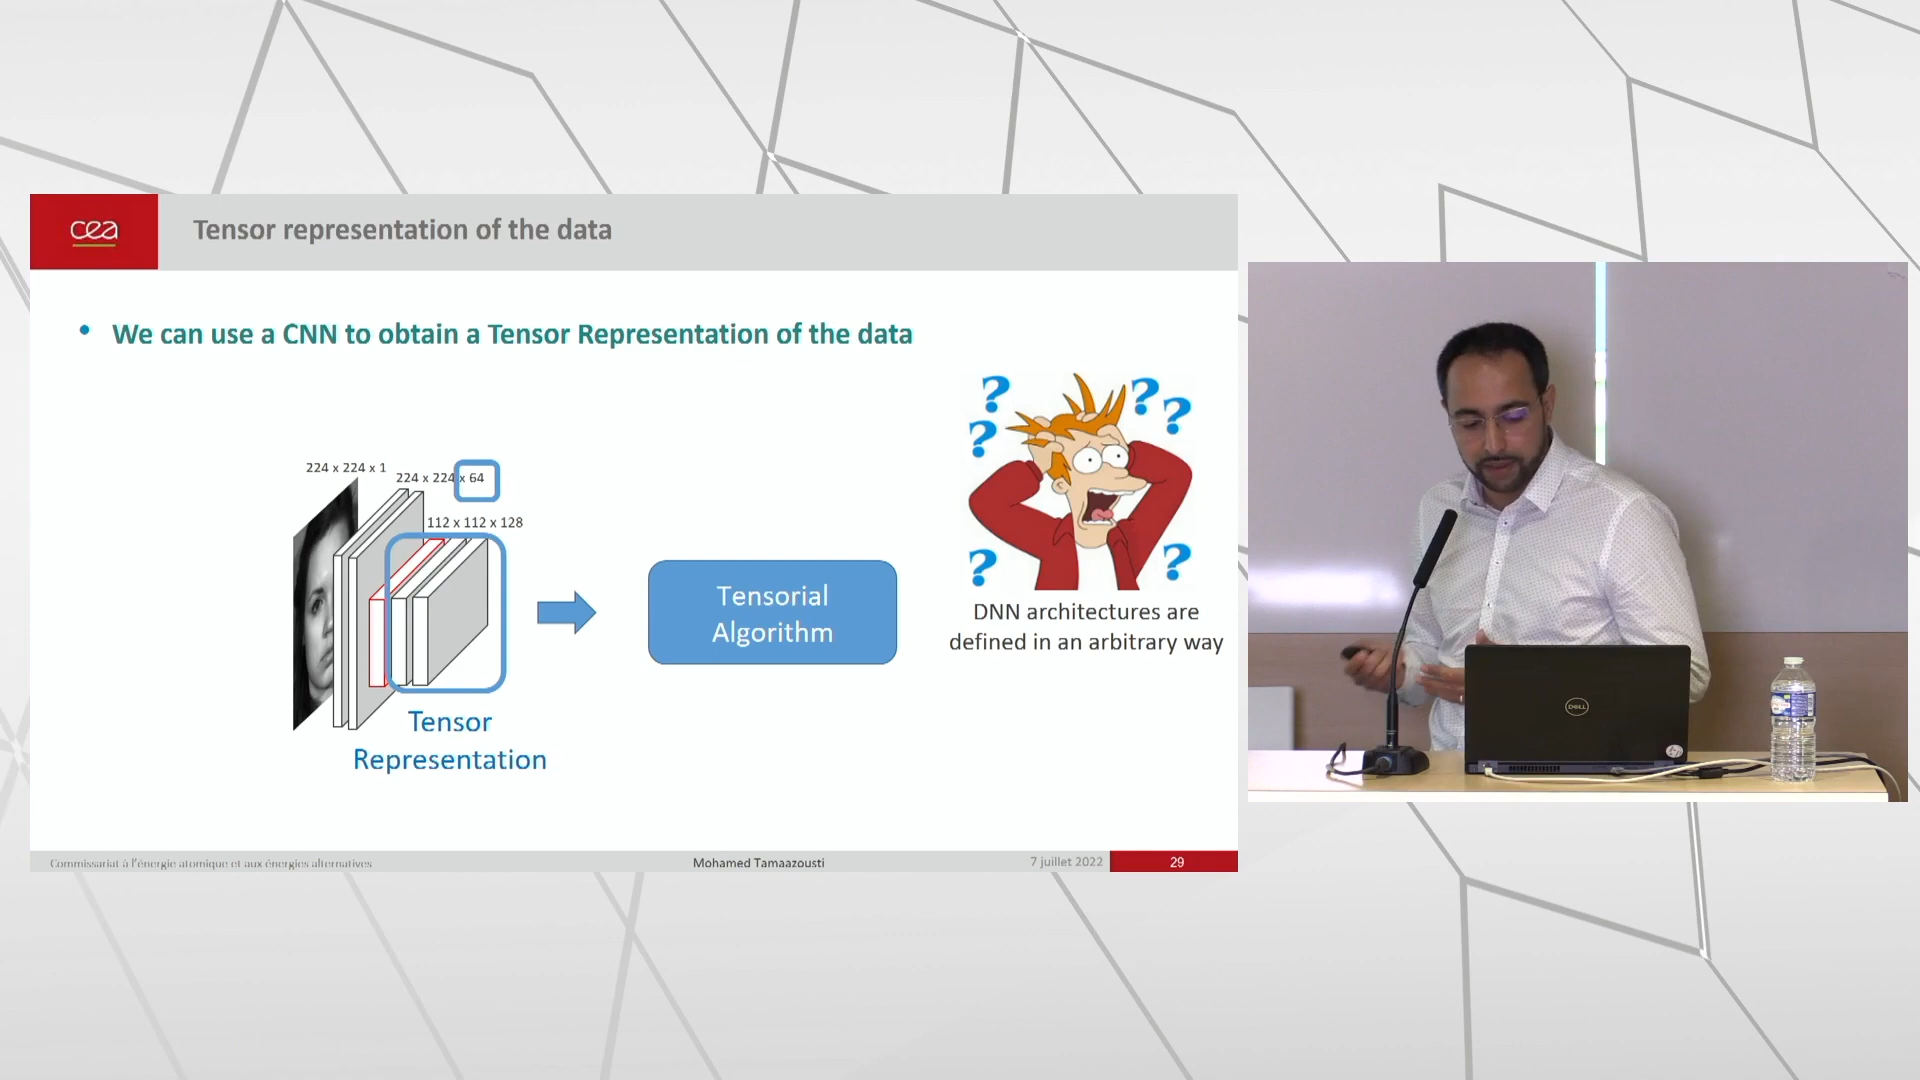 cea
Tensor representation of the data
• We can use a CNN to obtain a Tensor Representation of the data
224 x 224 x 1
224 x 224 x 64
112 x 112 x 128
Tensor
Representation
Tensorial
Algorithm
? ? ? ? ? ?
DNN architectures are
defined in an arbitrary way
Commissariat à l'énergie atomique et aux énergies alternatives
Mohamed Tamaazousti
7 juillet 2022
29
DELL